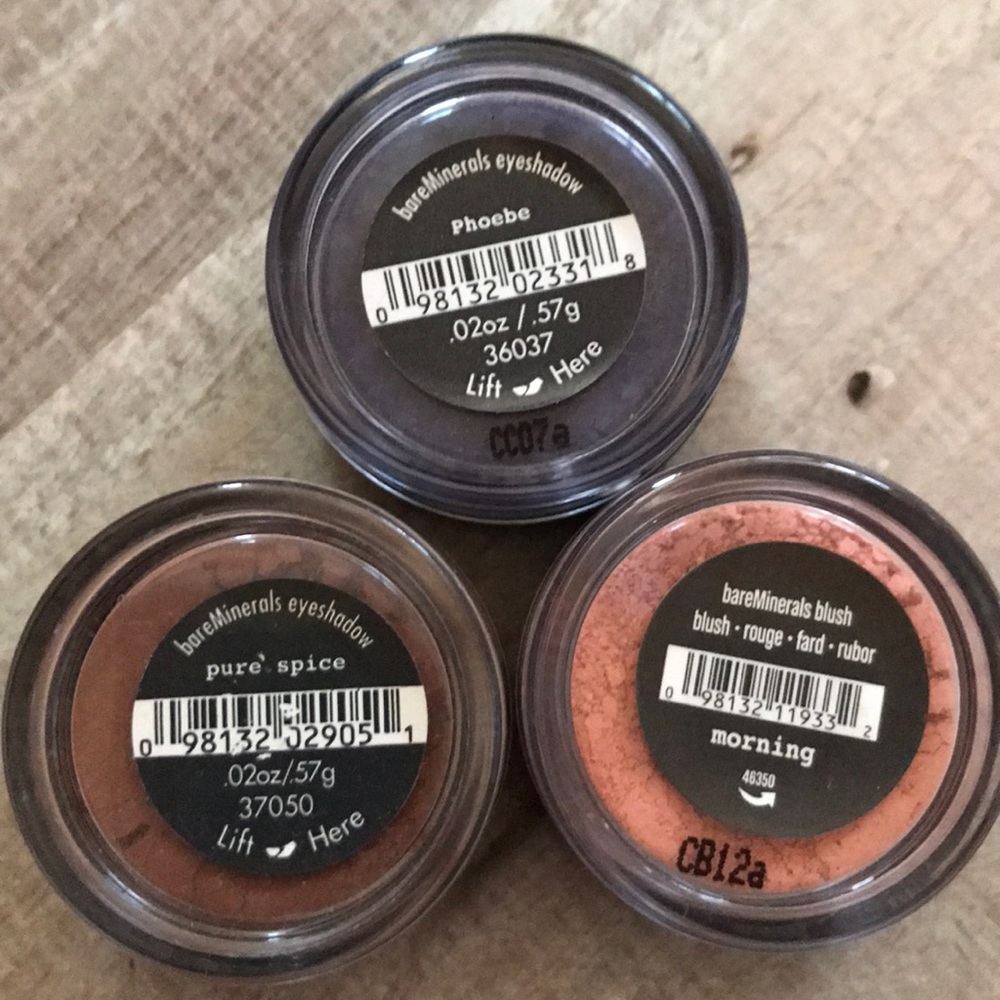 bareMinerals eyeshadow
Phoebe
0 98132 02331 8
.02oz / .57g
36037
Lift Here
CC07a
bareMinerals eyeshadow
pure spice
0 98132 02905 1
.02oz/.57g
37050
Lift Here
bareMinerals blush
blush • rouge • fard • rubor
0 98132 11933 2
morning
46350
CB12a